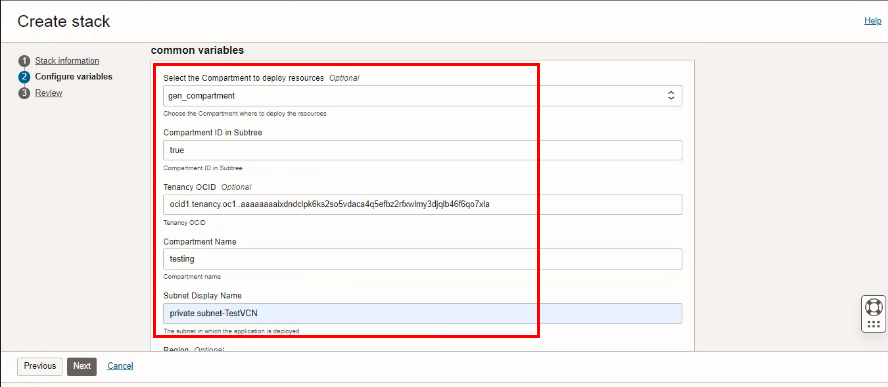 Create stack
Help
1 Stack information
2 Configure variables
3 Review
common variables
Select the Compartment to deploy resources Optional
gen_compartment
Choose the Compartment where to deploy the resources
Compartment ID in Subtree
true
Compartment ID in Subtree
Tenancy OCID Optional
ocid1.tenancy.oc1..aaaaaaaalxdndclpk6ks2so5vdaca4q5efbz2rfxwlmy3djqlb46f6qo7xla
Tenancy OCID
Compartment Name
testing
Compartment name
Subnet Display Name
private subnet-TestVCN
The subnet in which the application is deployed
Region Optional
Previous
Next
Cancel